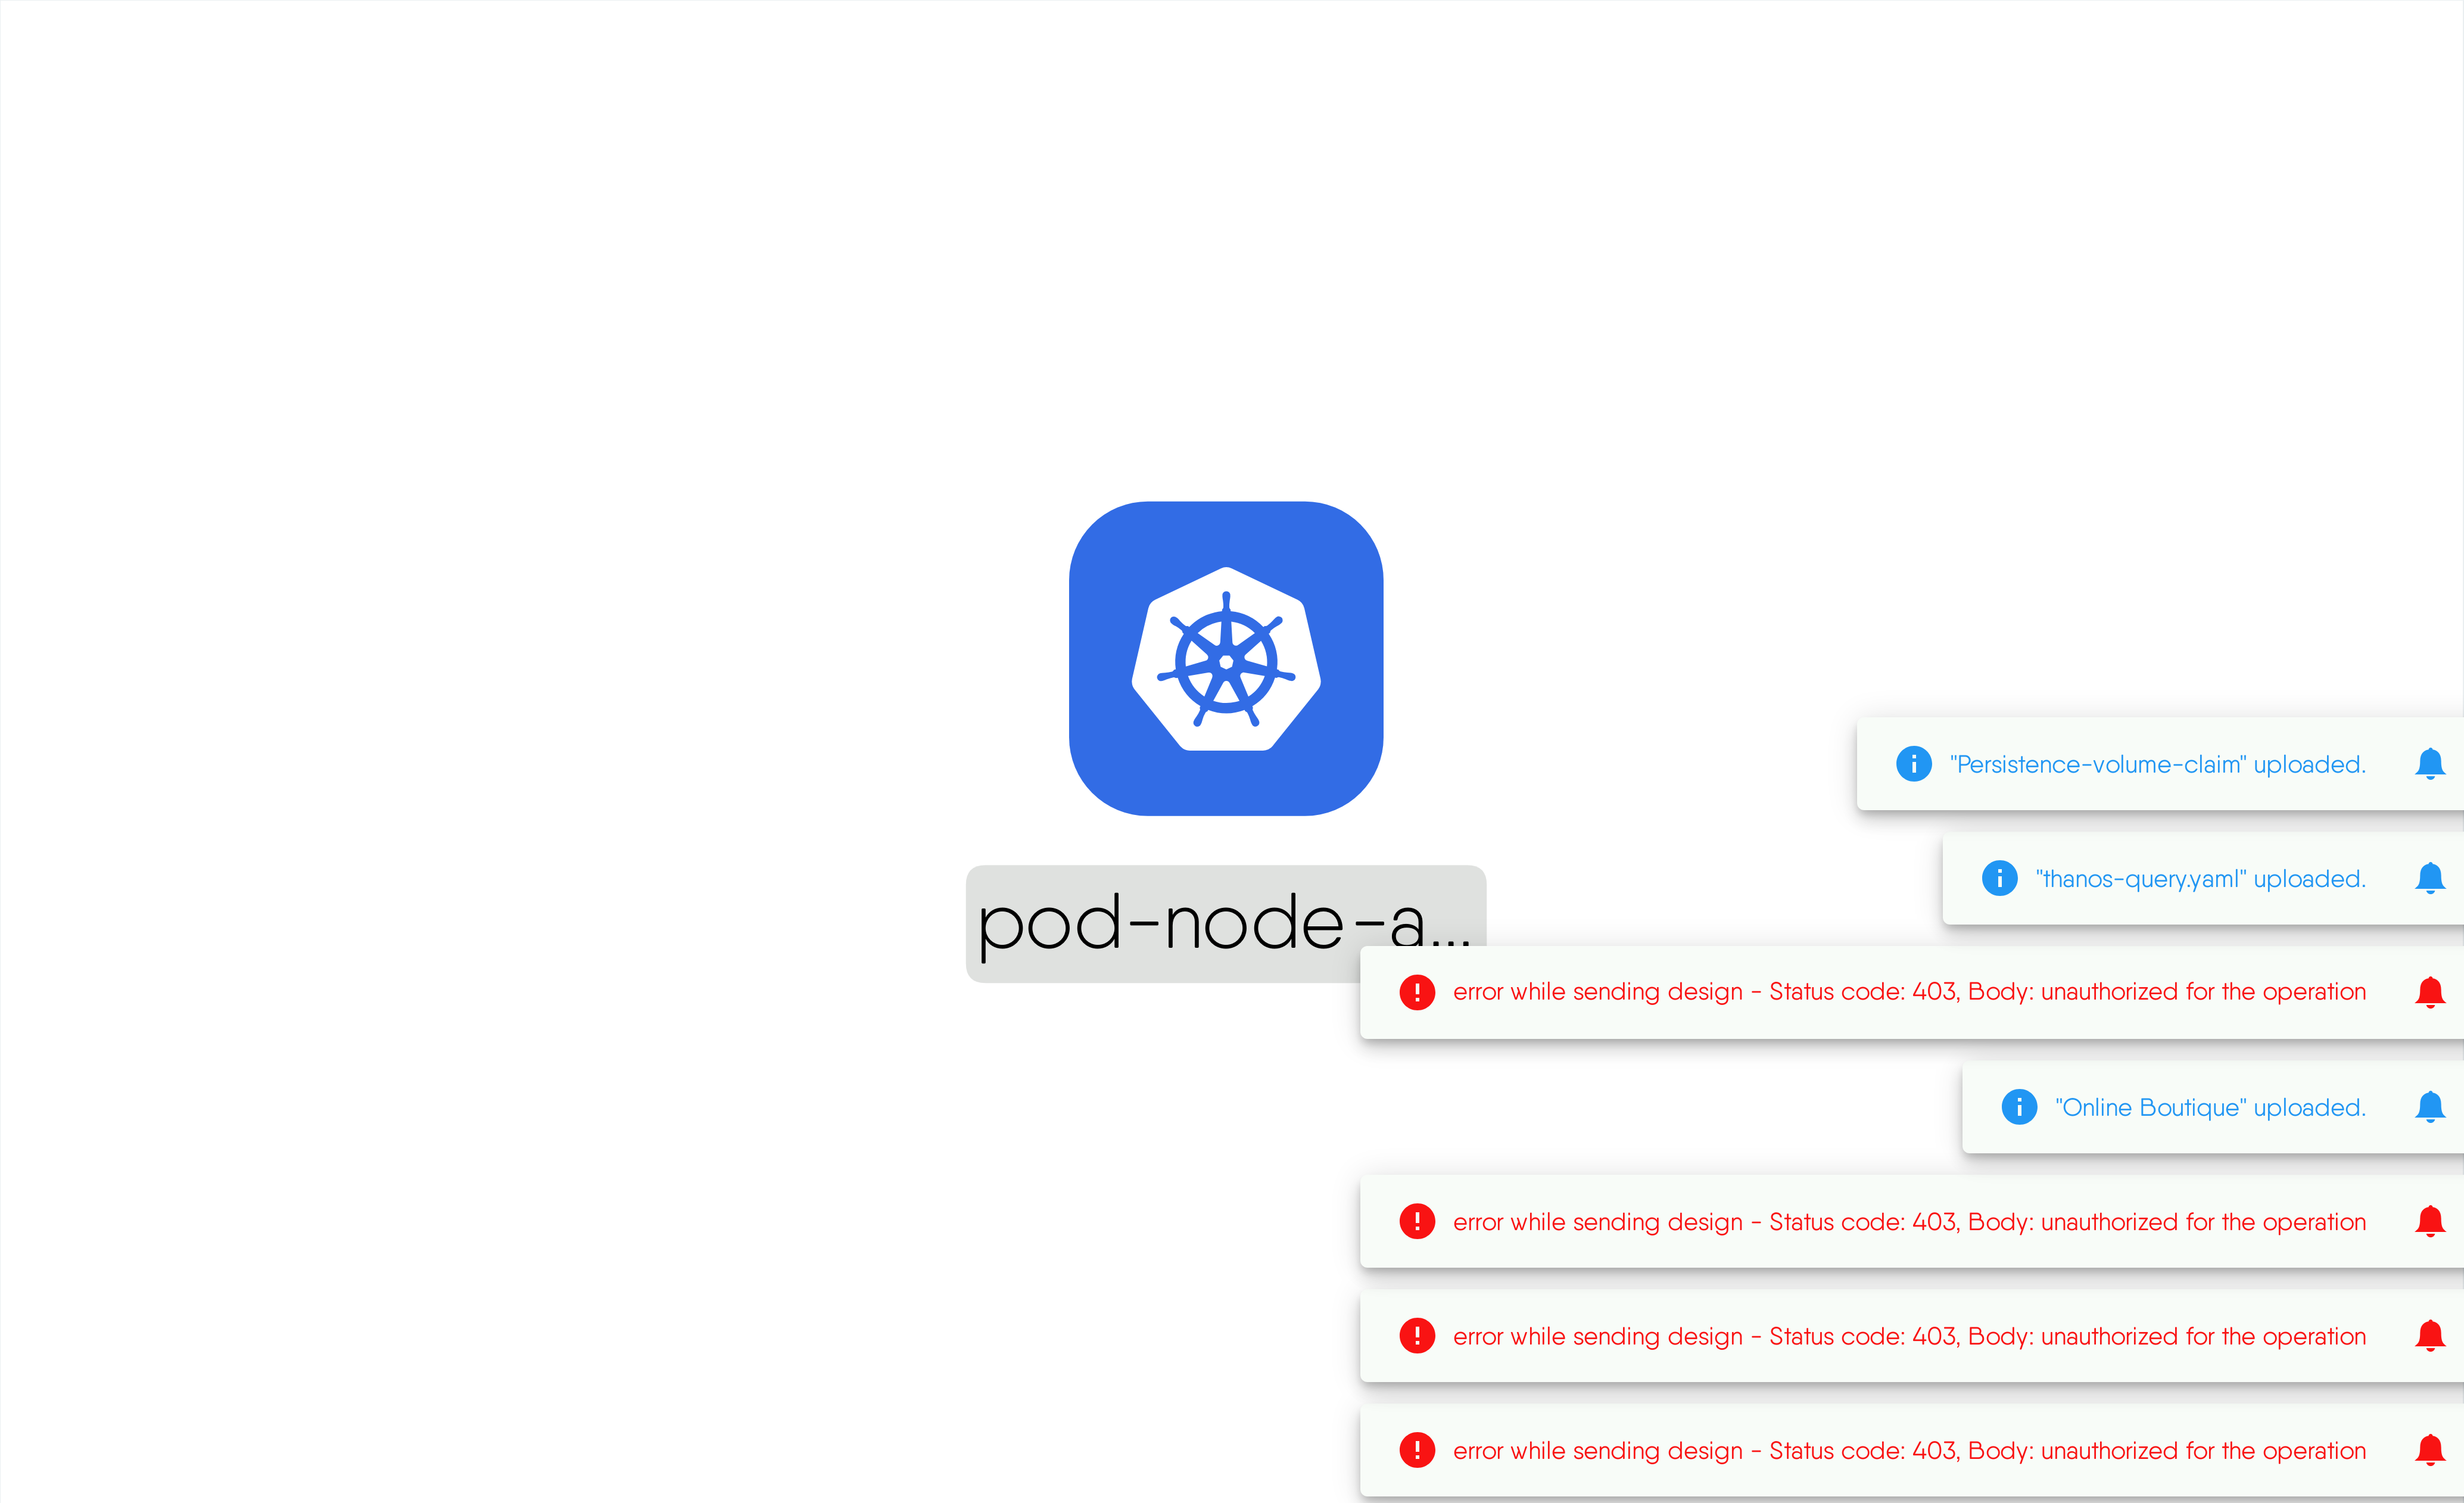 pod-node-a...
"Persistence-volume-claim" uploaded.
"thanos-query.yaml" uploaded.
error while sending design - Status code: 403, Body: unauthorized for the operation
"Online Boutique" uploaded.
error while sending design - Status code: 403, Body: unauthorized for the operation
error while sending design - Status code: 403, Body: unauthorized for the operation
error while sending design - Status code: 403, Body: unauthorized for the operation